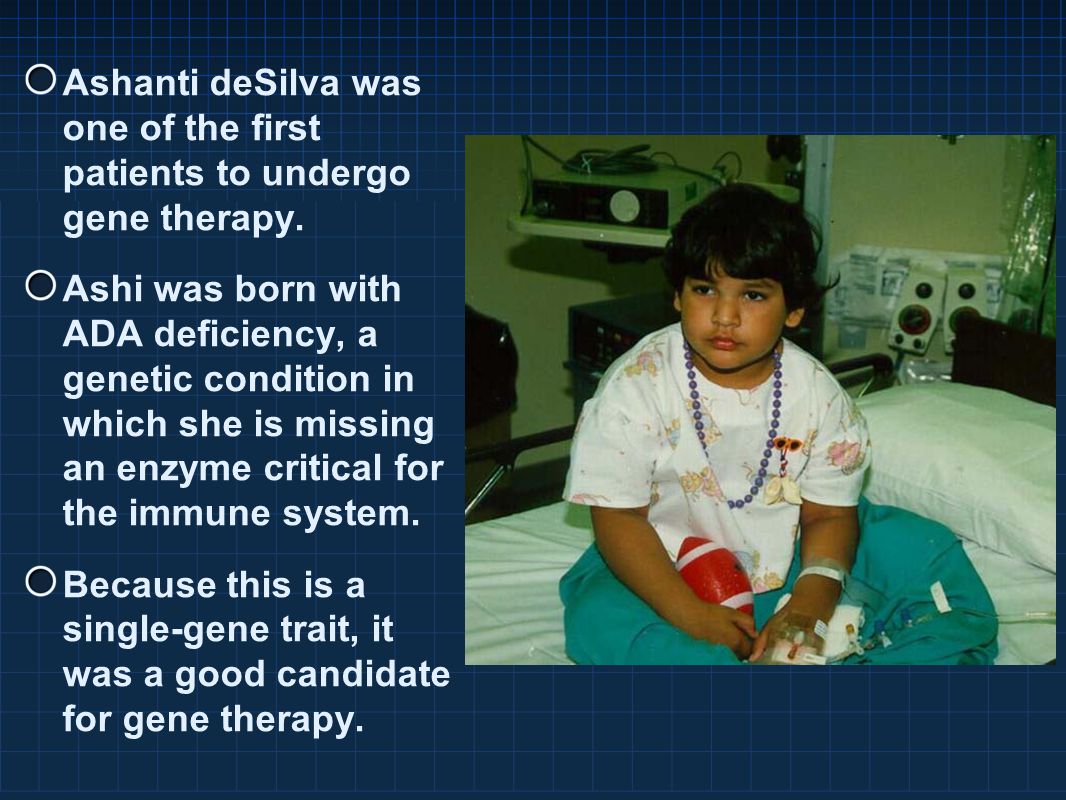 Ashanti deSilva was
one of the first
patients to undergo
gene therapy.
Ashi was born with
ADA deficiency, a
genetic condition in
which she is missing
an enzyme critical for
the immune system.
Because this is a
single-gene trait, it
was a good candidate
for gene therapy.